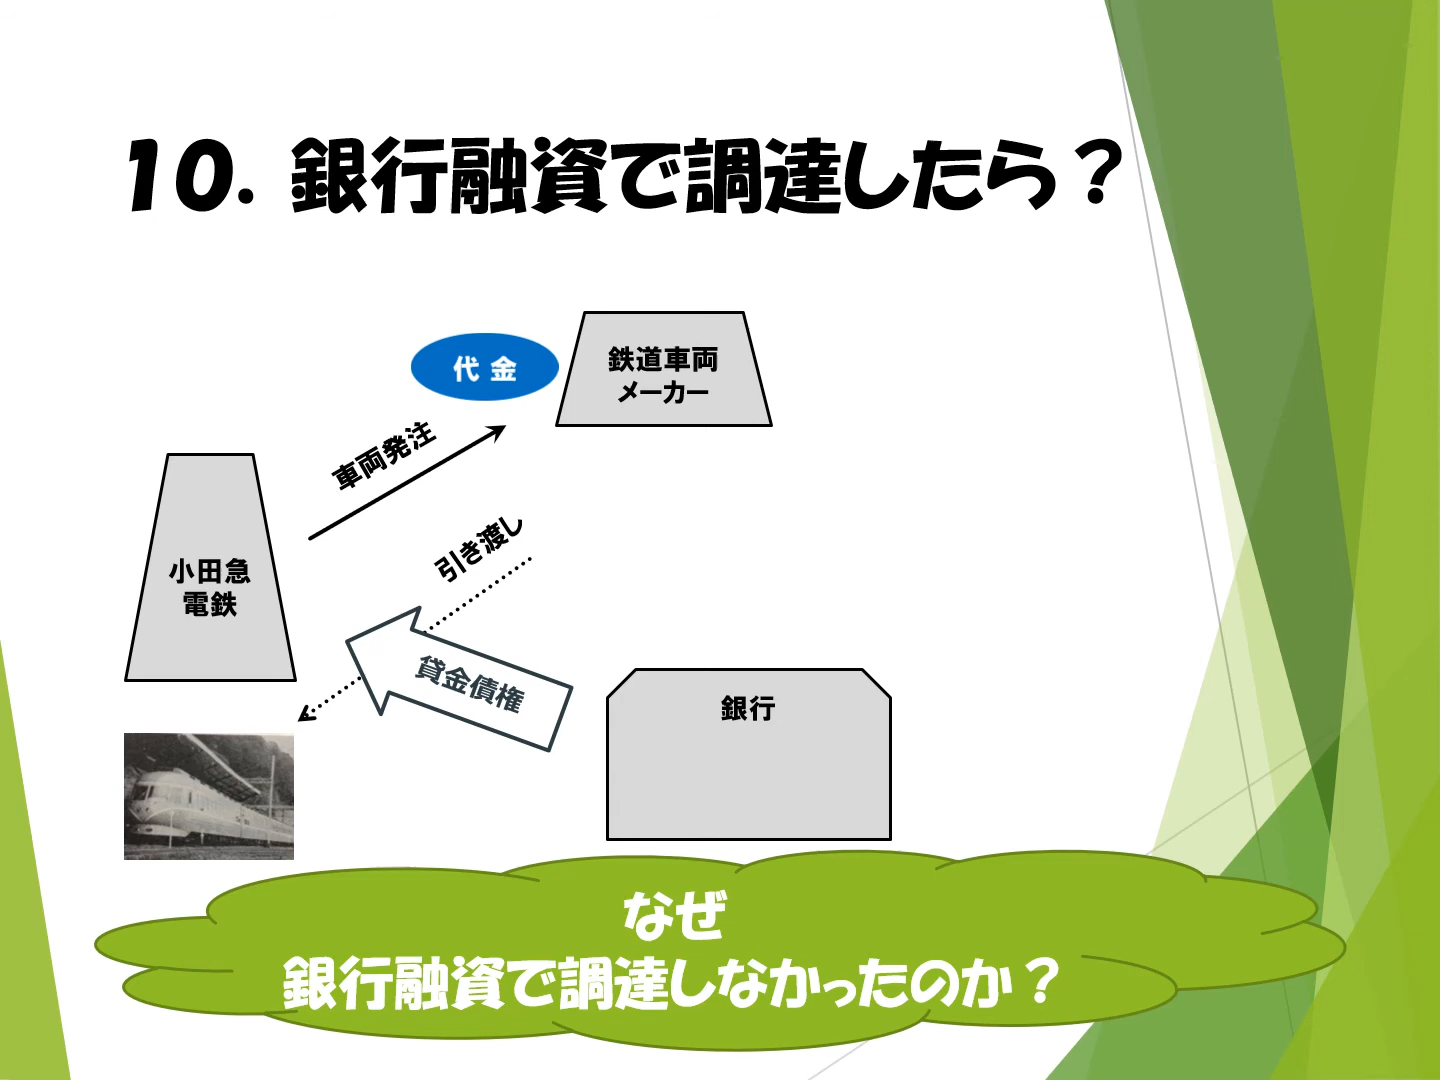 10. 銀行融資で調達したら？
代 金
鉄道車両
メーカー
車両発注
引き渡し
小田急
電鉄
貸金債権
銀行
なぜ
銀行融資で調達しなかったのか？